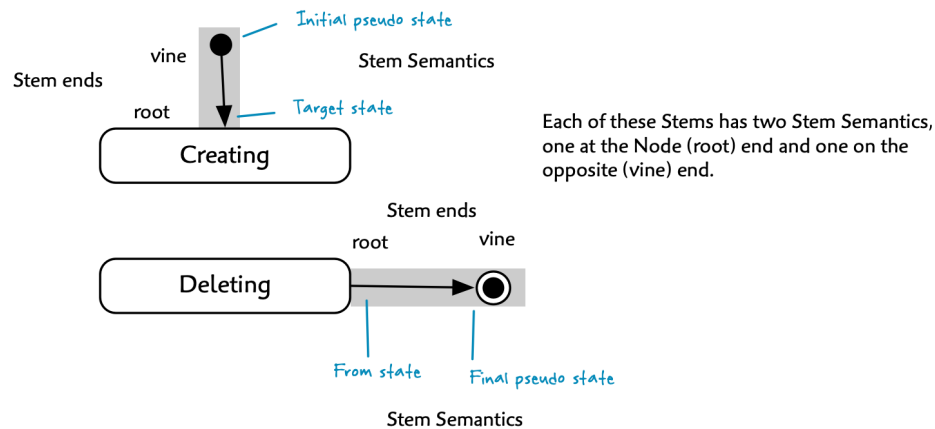 Initial pseudo state
vine
Stem Semantics
Stem ends
root
Target state
Each of these Stems has two Stem Semantics,
one at the Node (root) end and one on the
opposite (vine) end.
Creating
Stem ends
root
vine
Deleting
From state
Final pseudo state
Stem Semantics